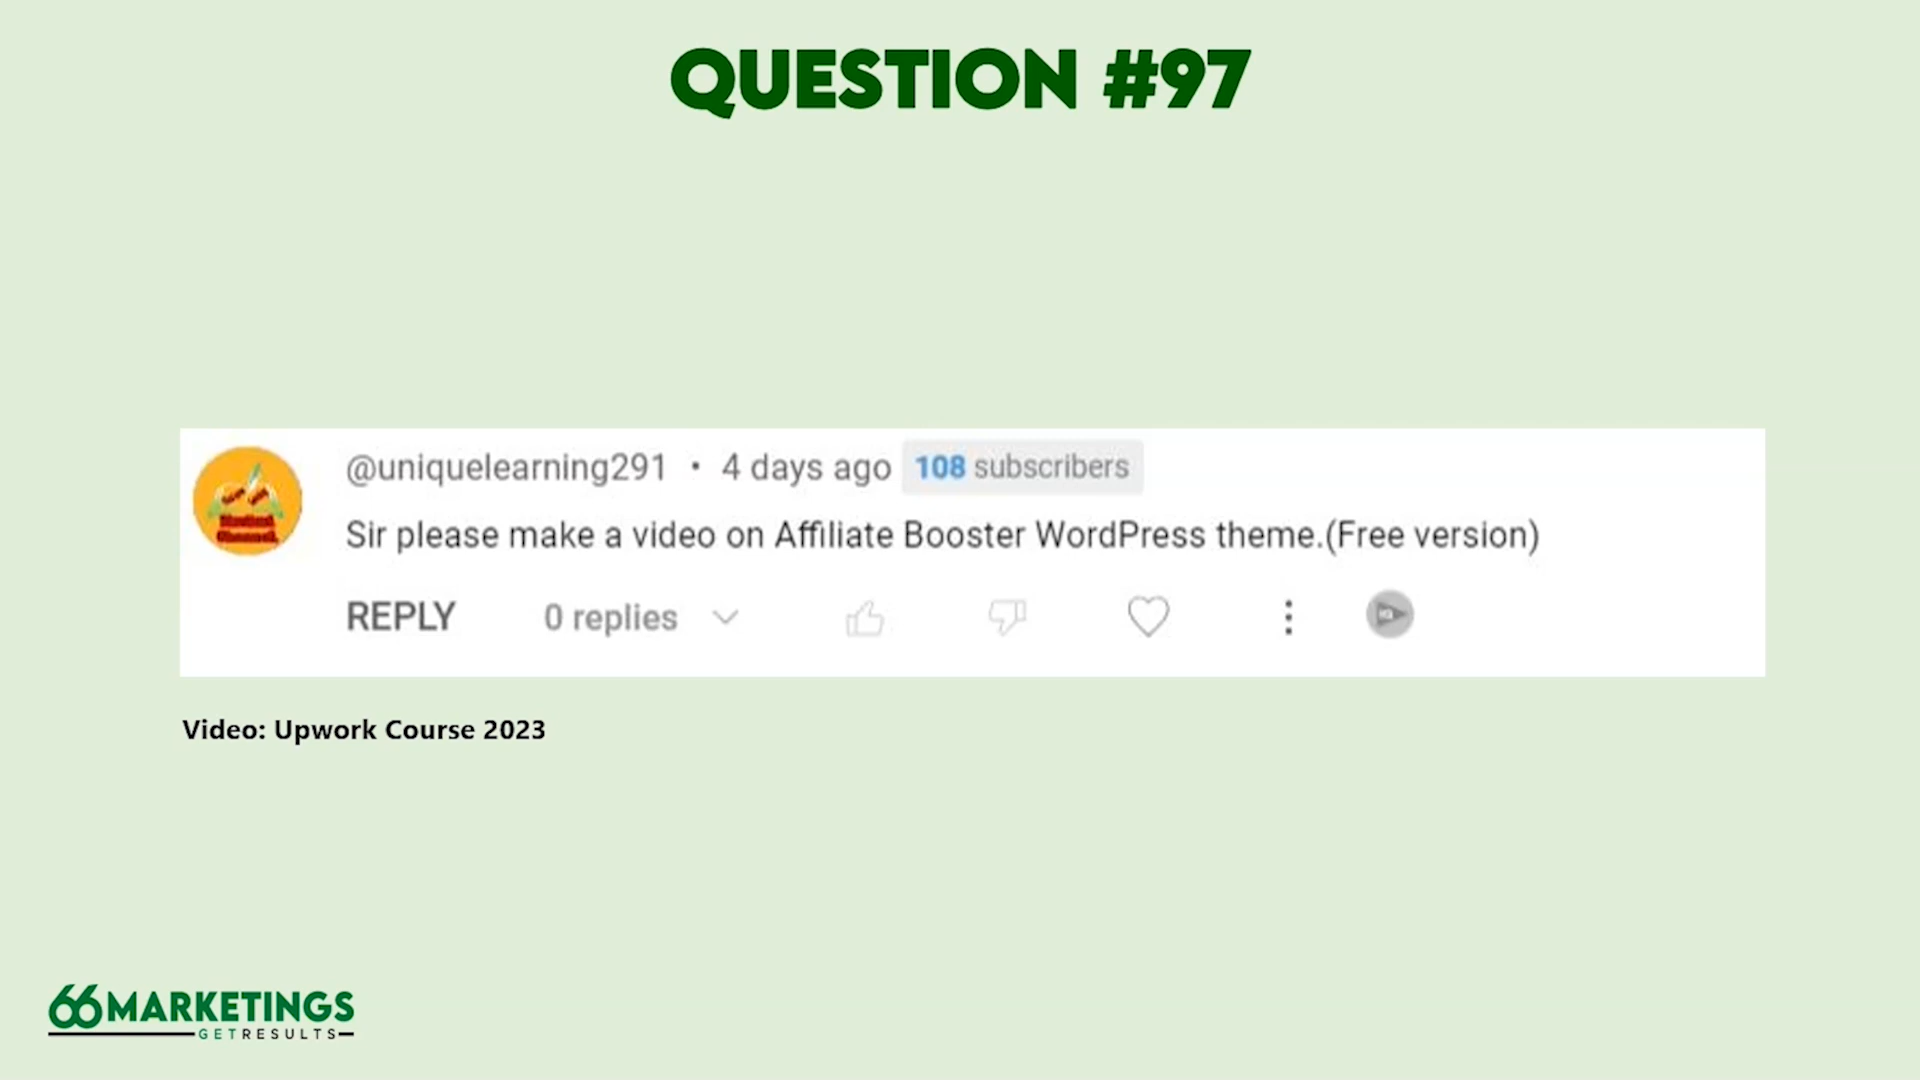 QUESTION #97
@uniquelearning291 • 4 days ago 108 subscribers
Sir please make a video on Affiliate Booster WordPress theme.(Free version)
REPLY 0 replies
Video: Upwork Course 2023
66MARKETINGS
GETRESULTS